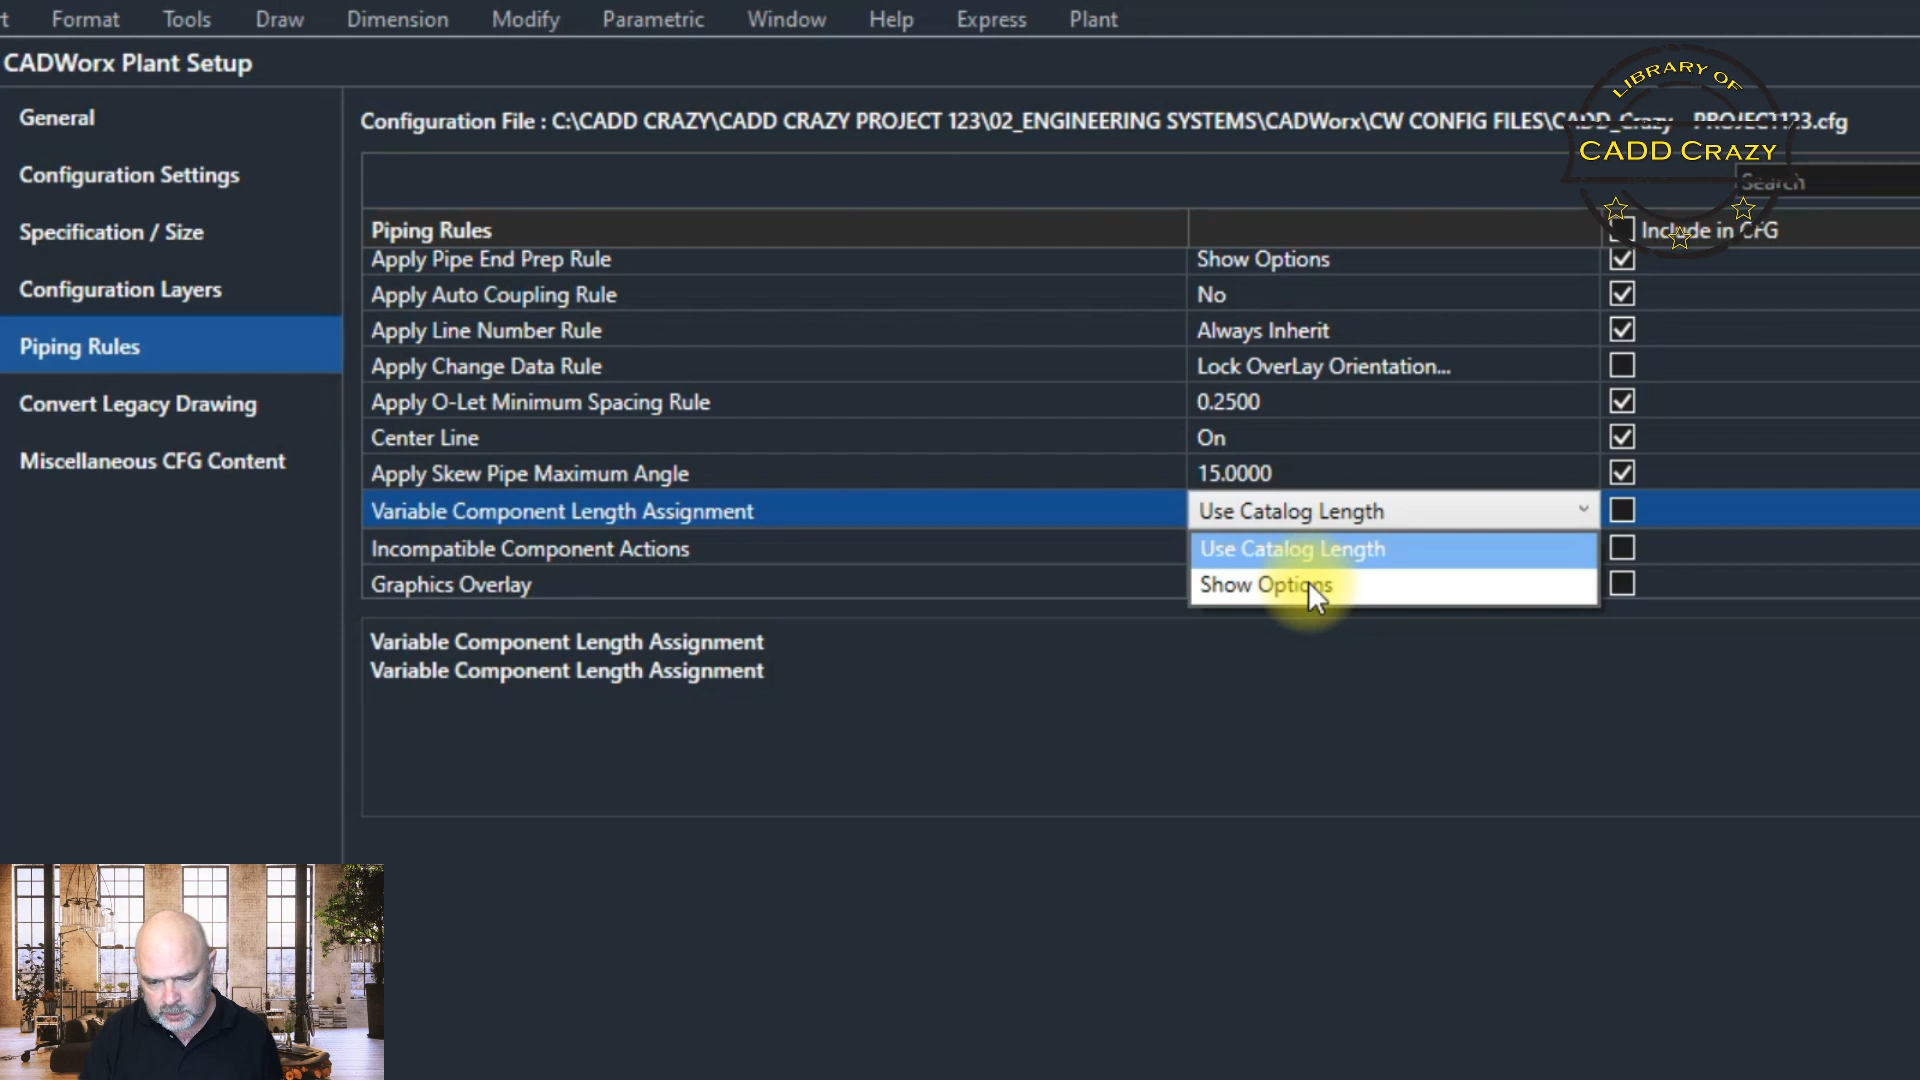 Format Tools Draw Dimension Modify Parametric Window Help Express Plant
CADWorx Plant Setup
General
Configuration Settings
Specification / Size
Configuration Layers
Piping Rules
Convert Legacy Drawing
Miscellaneous CFG Content
Configuration File : C:\CADD CRAZY\CADD CRAZY PROJECT 123\02_ENGINEERING SYSTEMS\CADWorx\CW CONFIG FILES\CADD_Crazy - PROJECT123.cfg
LIBRARY OF
CADD CRAZY
Search
Piping Rules Include in CFG
Apply Pipe End Prep Rule Show Options
Apply Auto Coupling Rule No
Apply Line Number Rule Always Inherit
Apply Change Data Rule Lock OverLay Orientation...
Apply O-Let Minimum Spacing Rule 0.2500
Center Line On
Apply Skew Pipe Maximum Angle 15.0000
Variable Component Length Assignment Use Catalog Length
Incompatible Component Actions Use Catalog Length
Graphics Overlay Show Options
Variable Component Length Assignment
Variable Component Length Assignment